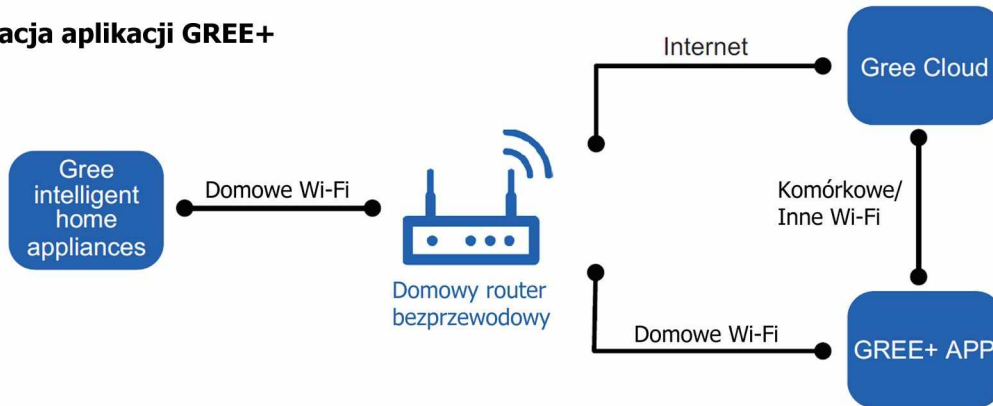 acja aplikacji GREE+
Internet
Gree Cloud
Gree
intelligent
home
appliances
Domowe Wi-Fi
Komórkowe/
Inne Wi-Fi
Domowy router
bezprzewodowy
Domowe Wi-Fi
GREE+ APP